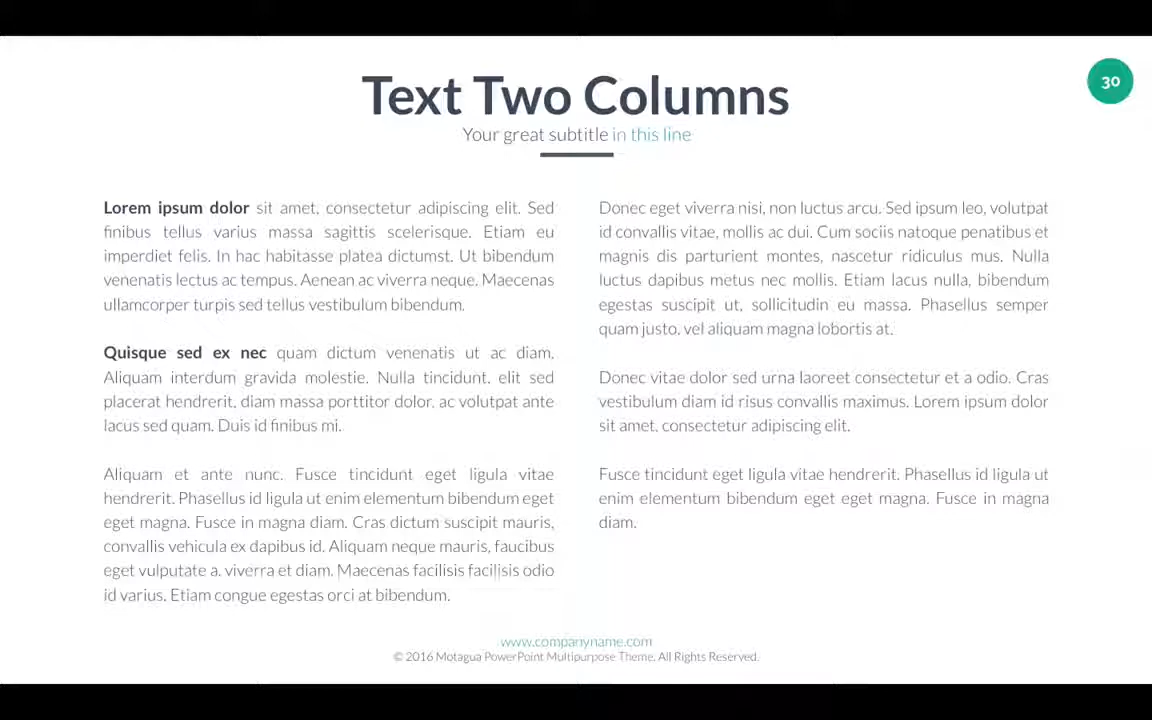 Text Two Columns
30
Your great subtitle in this line
Lorem ipsum dolor sit amet, consectetur adipiscing elit. Sed
finibus tellus varius massa sagittis scelerisque. Etiam eu
imperdiet felis. In hac habitasse platea dictumst. Ut bibendum
venenatis lectus ac tempus. Aenean ac viverra neque. Maecenas
ullamcorper turpis sed tellus vestibulum bibendum.
Quisque sed ex nec quam dictum venenatis ut ac diam.
Aliquam interdum gravida molestie. Nulla tincidunt, elit sed
placerat hendrerit, diam massa porttitor dolor, ac volutpat ante
lacus sed quam. Duis id finibus mi.
Aliquam et ante nunc. Fusce tincidunt eget ligula vitae
hendrerit. Phasellus id ligula ut enim elementum bibendum eget
eget magna. Fusce in magna diam. Cras dictum suscipit mauris,
convallis vehicula ex dapibus id. Aliquam neque mauris, faucibus
eget vulputate a, viverra et diam. Maecenas facilisis facilisis odio
id varius. Etiam congue egestas orci at bibendum.
Donec eget viverra nisi, non luctus arcu. Sed ipsum leo, volutpat
id convallis vitae, mollis ac dui. Cum sociis natoque penatibus et
magnis dis parturient montes, nascetur ridiculus mus. Nulla
luctus dapibus metus nec mollis. Etiam lacus nulla, bibendum
egestas suscipit ut, sollicitudin eu massa. Phasellus semper
quam justo, vel aliquam magna lobortis at.
Donec vitae dolor sed urna laoreet consectetur et a odio. Cras
vestibulum diam id risus convallis maximus. Lorem ipsum dolor
sit amet, consectetur adipiscing elit.
Fusce tincidunt eget ligula vitae hendrerit. Phasellus id ligula ut
enim elementum bibendum eget eget magna. Fusce in magna
diam.
www.companyname.com
© 2016 Motagua PowerPoint Multipurpose Theme. All Rights Reserved.